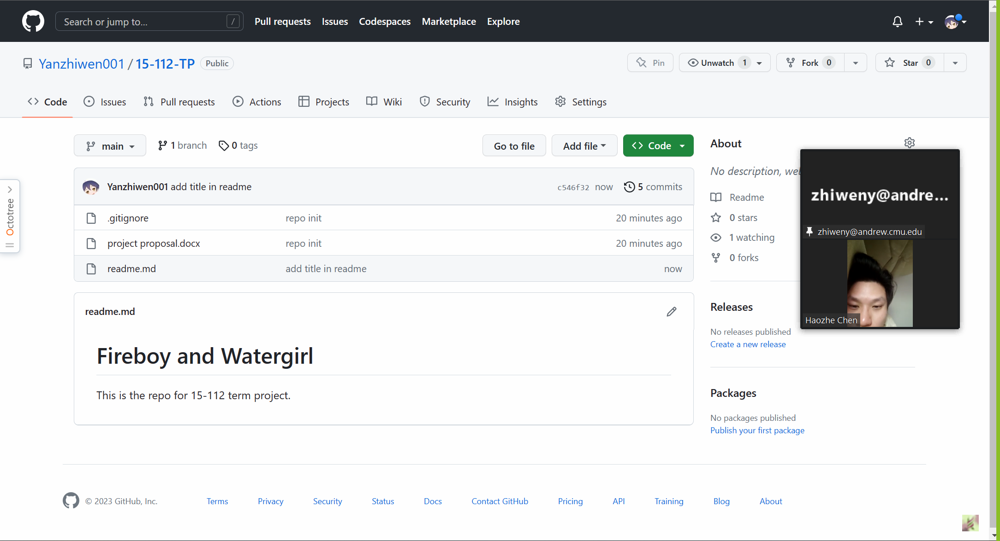 Search or jump to... /
Pull requests Issues Codespaces Marketplace Explore
Yanzhiwen001 / 15-112-TP Public
Pin Unwatch 1 Fork 0 Star 0
Code Issues Pull requests Actions Projects Wiki Security Insights Settings
main 1 branch 0 tags Go to file Add file Code
Yanzhiwen001 add title in readme c546f32 now 5 commits
.gitignore repo init 20 minutes ago
project proposal.docx repo init 20 minutes ago
readme.md add title in readme now
readme.md
Fireboy and Watergirl
This is the repo for 15-112 term project.
Octotree
About
No description,
Readme
0 stars
1 watching
0 forks
Releases
No releases published
Create a new release
Packages
No packages published
Publish your first package
zhiweny@andre...
zhiweny@andrew.cmu.edu
Haozhe Chen
© 2023 GitHub, Inc. Terms Privacy Security Status Docs Contact GitHub Pricing API Training Blog About